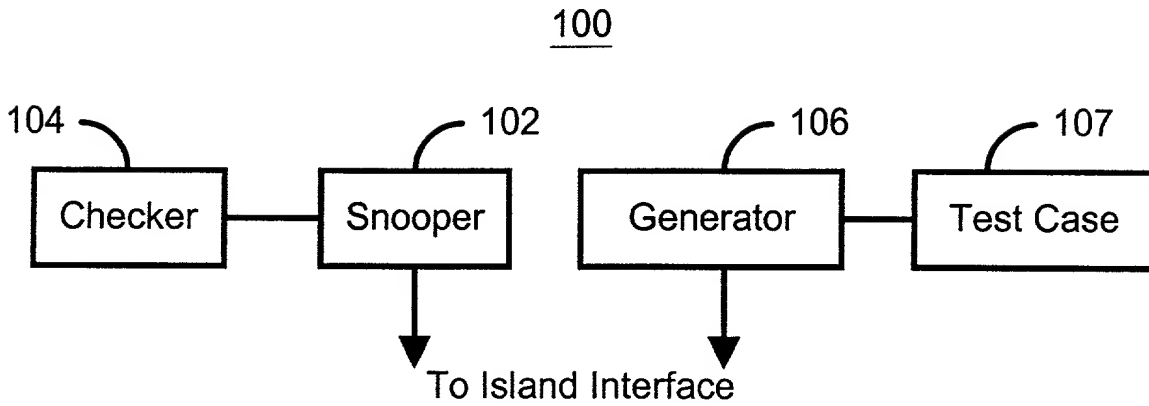 100
104
102
106
107
Checker
Snooper
Generator
Test Case
To Island Interface